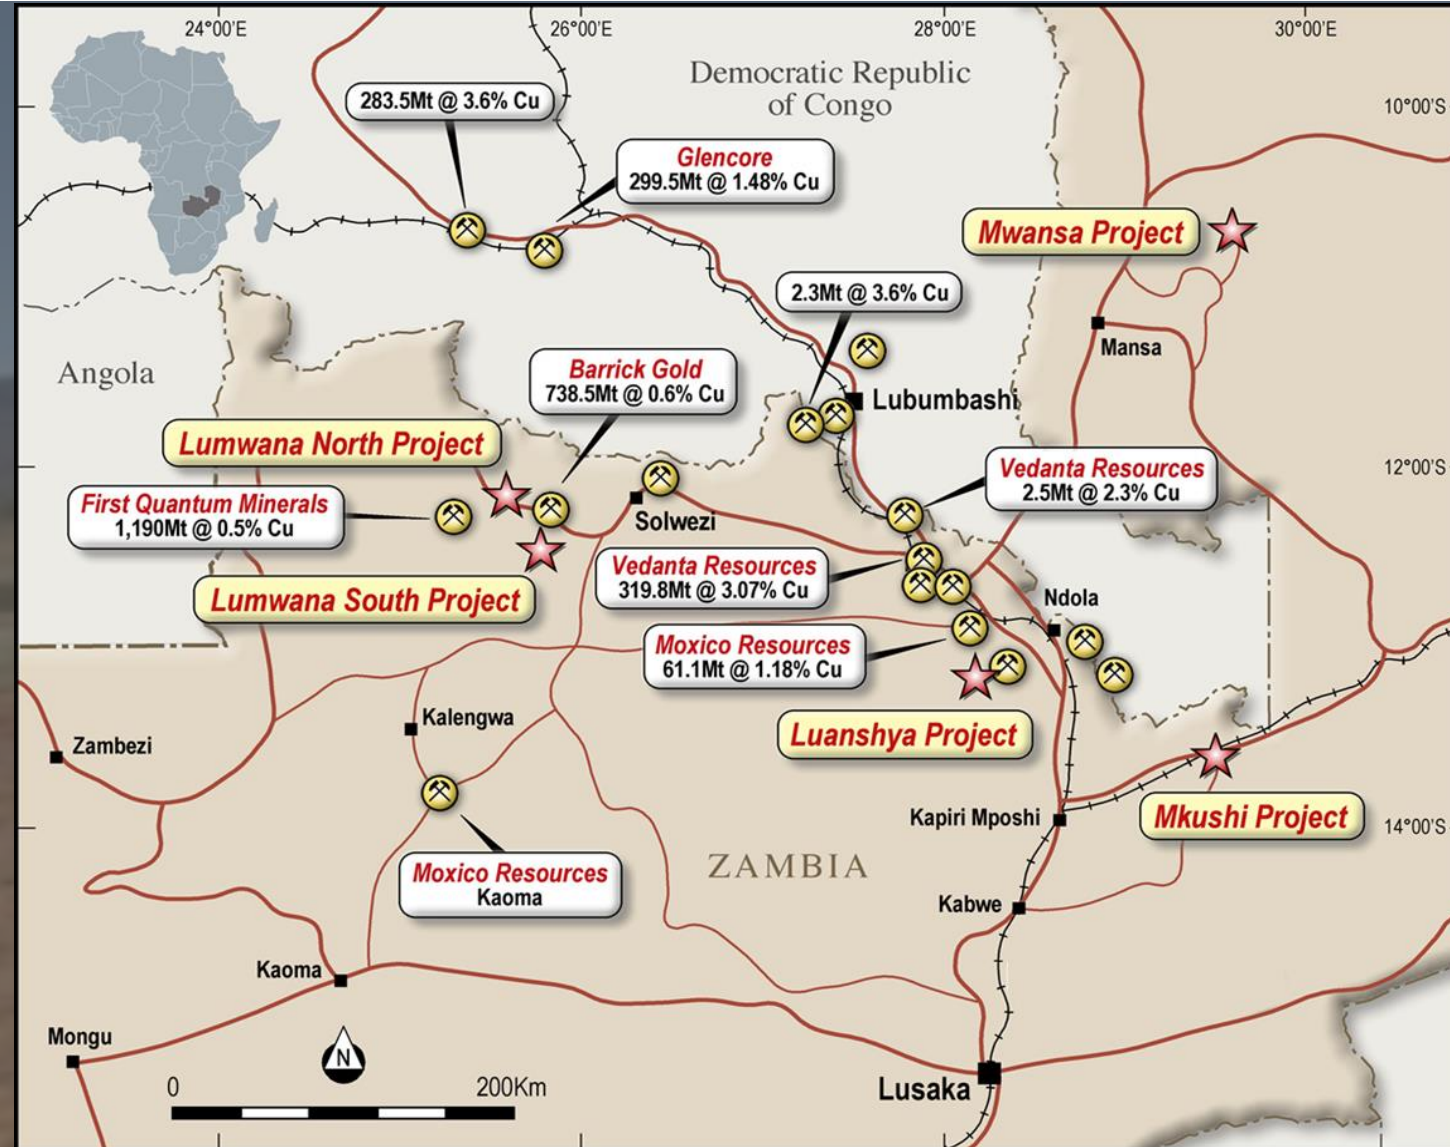 24°00'E
26°00'E
28°00'E
30°00'E
Democratic Republic
of Congo
10°00'S
283.5Mt @ 3.6% Cu
Glencore
299.5Mt @ 1.48% Cu
Mwansa Project
2.3Mt @ 3.6% Cu
Mansa
Angola
Barrick Gold
738.5Mt @ 0.6% Cu
Lubumbashi
Lumwana North Project
12°00'S
Vedanta Resources
2.5Mt @ 2.3% Cu
First Quantum Minerals
1,190Mt @ 0.5% Cu
Solwezi
Vedanta Resources
319.8Mt @ 3.07% Cu
Lumwana South Project
Ndola
Moxico Resources
61.1Mt @ 1.18% Cu
Kalengwa
Luanshya Project
Zambezi
Kapiri Mposhi
Mkushi Project
14°00'S
ZAMBIA
Moxico Resources
Kaoma
Kabwe
Kaoma
Mongu
N
0
200Km
Lusaka